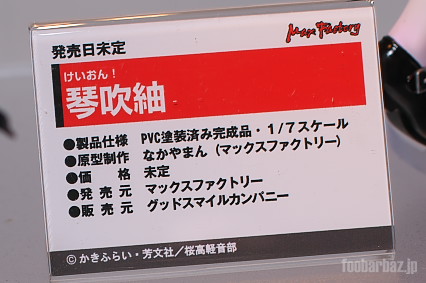 発売日未定
Max Factory
けいおん！
琴吹紬
●製品仕様 PVC塗装済み完成品・1/7スケール
●原型制作 なかやまん（マックスファクトリー）
●価　　格 未定
●発 売 元 マックスファクトリー
●販 売 元 グッドスマイルカンパニー
©かきふらい・芳文社／桜高軽音部
foobarbaz.jp